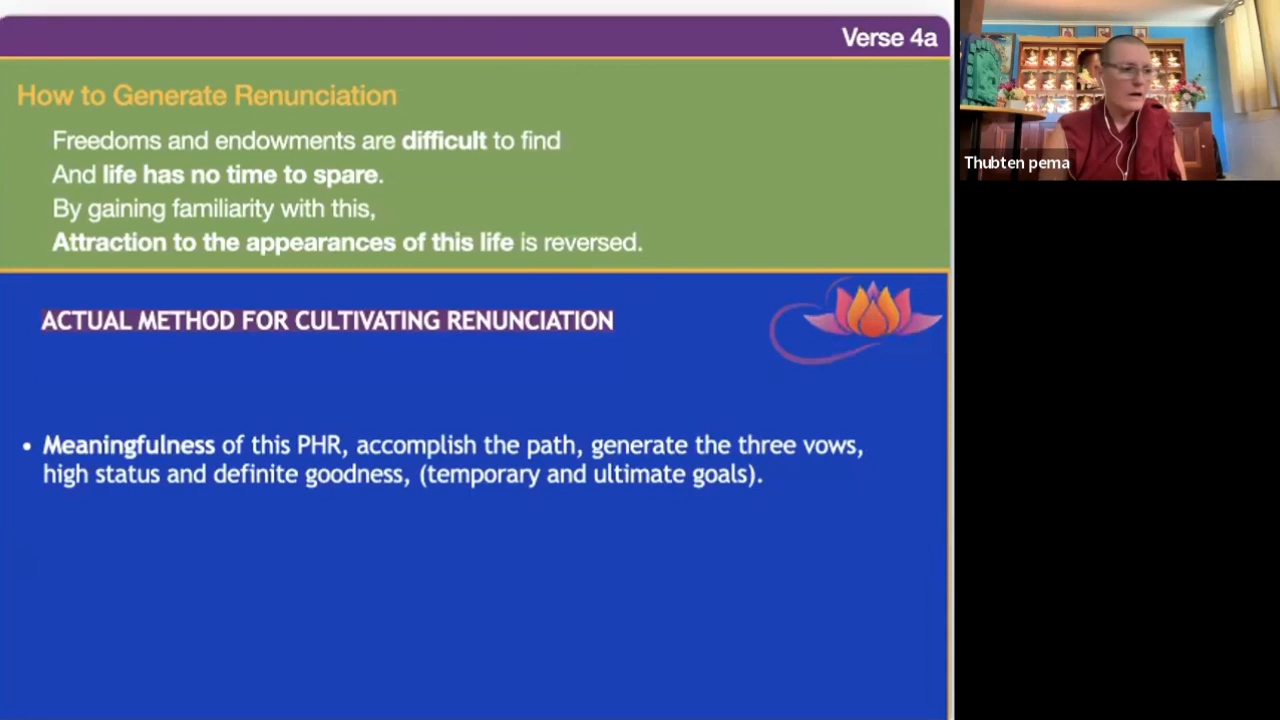 Verse 4a
How to Generate Renunciation
Freedoms and endowments are difficult to find
And life has no time to spare.
By gaining familiarity with this,
Attraction to the appearances of this life is reversed.
ACTUAL METHOD FOR CULTIVATING RENUNCIATION
• Meaningfulness of this PHR, accomplish the path, generate the three vows,
high status and definite goodness, (temporary and ultimate goals).
Thubten pema